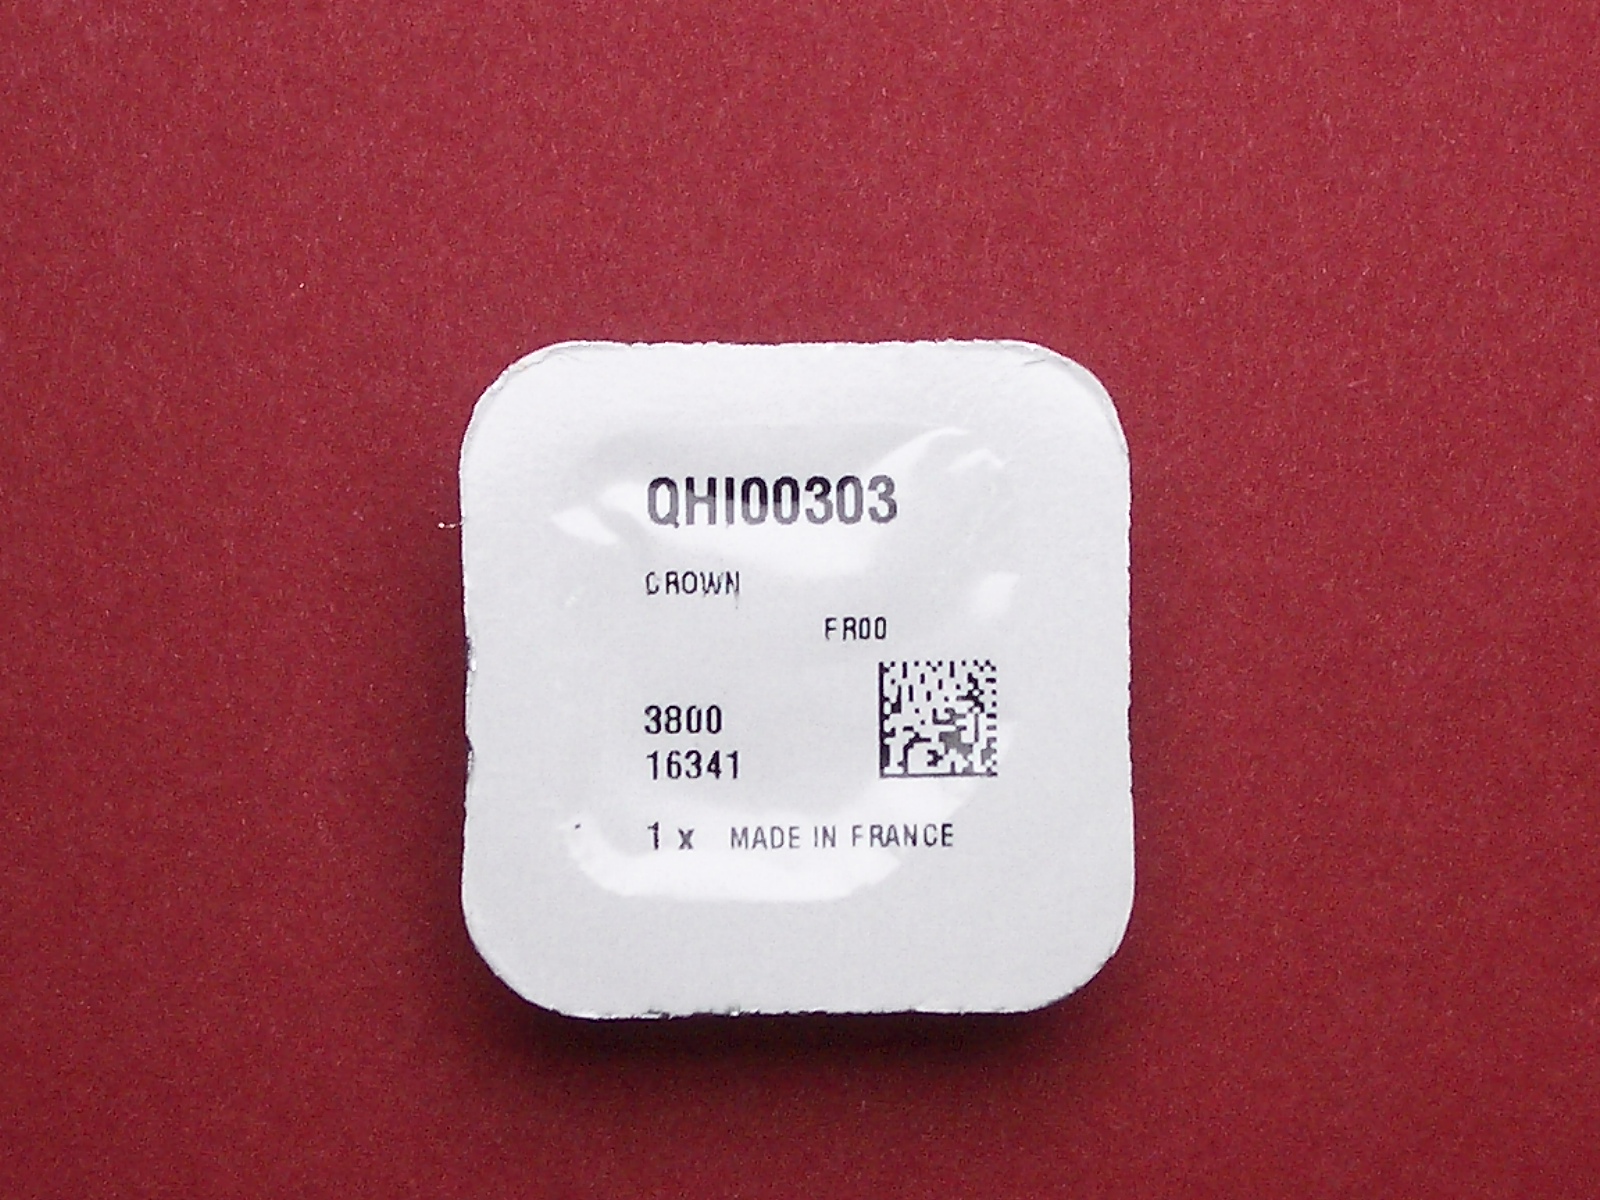 QHI00303
CROWN
FR00
3800
16341
1 x MADE IN FRANCE